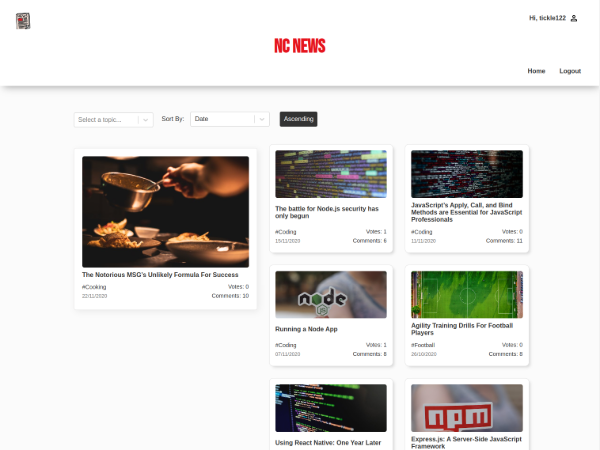 Hi, tickle122
NC NEWS
Home
Logout
Select a topic...
Sort By:
Date
Ascending
The Notorious MSG's Unlikely Formula For Success
#Cooking
Votes: 0
22/11/2020
Comments: 10
The battle for Node.js security has
only begun
#Coding
Votes: 1
15/11/2020
Comments: 6
JavaScript's Apply, Call, and Bind
Methods are Essential for JavaScript
Professionals
#Coding
Votes: 0
12/11/2020
Comments: 11
node
JS
Running a Node App
#Coding
Votes: 1
07/11/2020
Comments: 8
Agility Training Drills For Football
Players
#Football
Votes: 0
26/10/2020
Comments: 8
Using React Native: One Year Later
npm
Express.js: A Server-Side JavaScript
Framework